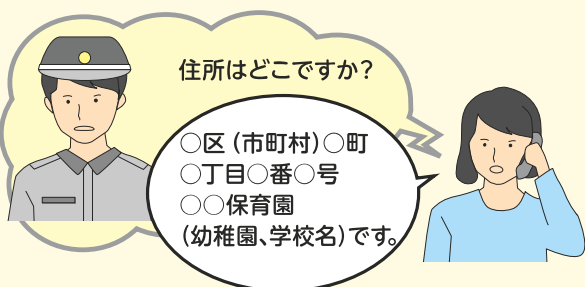 住所はどこですか?
○区(市町村)○町
○丁目○番○号
○○保育園
(幼稚園、学校名)です。